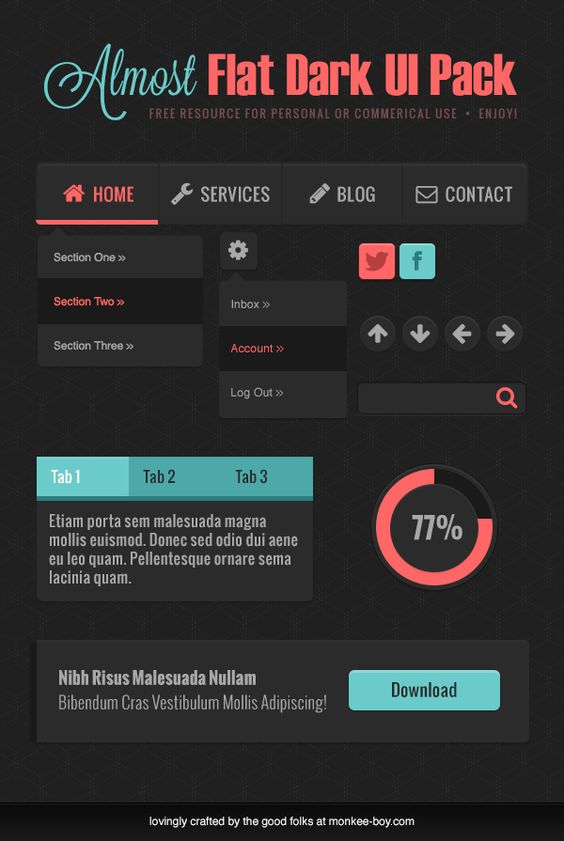 Almost Flat Dark UI Pack
FREE RESOURCE FOR PERSONAL OR COMMERICAL USE • ENJOY!
HOME SERVICES BLOG CONTACT
Section One »
Section Two »
Section Three »
Inbox »
Account »
Log Out »
f
Tab 1 Tab 2 Tab 3
Etiam porta sem malesuada magna
mollis euismod. Donec sed odio dui aene
eu leo quam. Pellentesque ornare sema
lacinia quam.
77%
Nibh Risus Malesuada Nullam
Bibendum Cras Vestibulum Mollis Adipiscing!
Download
lovingly crafted by the good folks at monkee-boy.com